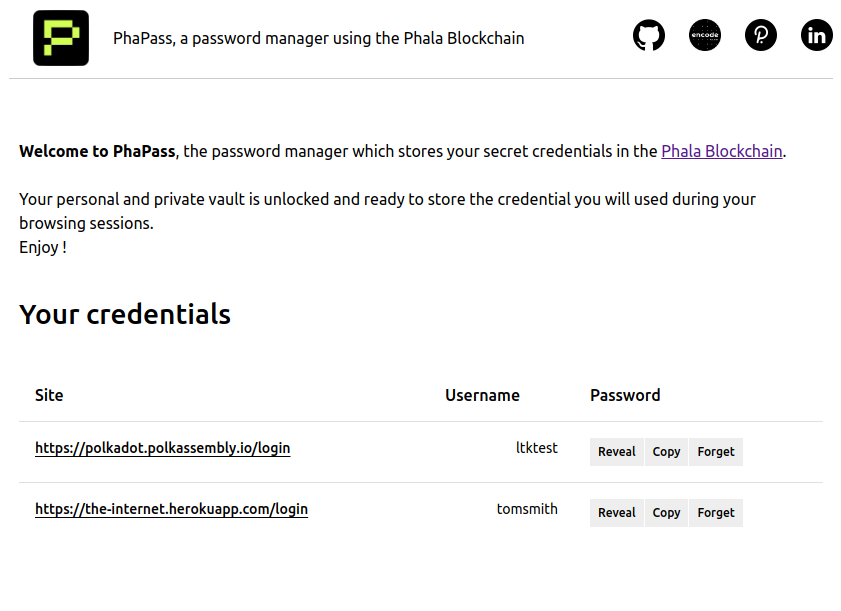 PhaPass, a password manager using the Phala Blockchain
encode
in
Welcome to PhaPass, the password manager which stores your secret credentials in the Phala Blockchain.
Your personal and private vault is unlocked and ready to store the credential you will used during your
browsing sessions.
Enjoy !
Your credentials
Site Username Password
https://polkadot.polkassembly.io/login ltktest Reveal Copy Forget
https://the-internet.herokuapp.com/login tomsmith Reveal Copy Forget